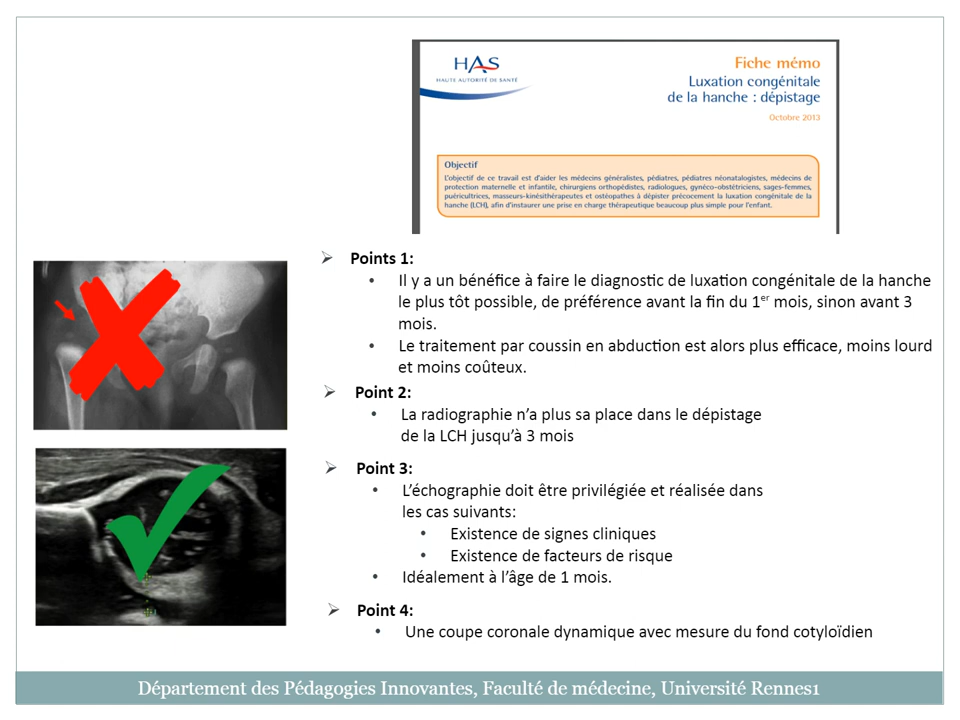 HAS
HAUTE AUTORITÉ DE SANTÉ
Fiche mémo
Luxation congénitale
de la hanche : dépistage
Octobre 2013
Objectif
L'objectif de ce travail est d'aider les médecins généralistes, pédiatres, pédiatres néonatalogistes, médecins de
protection maternelle et infantile, chirurgiens orthopédistes, radiologues, gynéco-obstétriciens, sages-femmes,
puéricultrices, masseurs-kinésithérapeutes et ostéopathes à dépister précocement la luxation congénitale de la
hanche (LCH), afin d'instaurer une prise en charge thérapeutique beaucoup plus simple pour l'enfant.
➢ Points 1:
• Il y a un bénéfice à faire le diagnostic de luxation congénitale de la hanche
le plus tôt possible, de préférence avant la fin du 1er mois, sinon avant 3
mois.
• Le traitement par coussin en abduction est alors plus efficace, moins lourd
et moins coûteux.
➢ Point 2:
• La radiographie n'a plus sa place dans le dépistage
de la LCH jusqu'à 3 mois
➢ Point 3:
• L'échographie doit être privilégiée et réalisée dans
les cas suivants:
• Existence de signes cliniques
• Existence de facteurs de risque
• Idéalement à l'âge de 1 mois.
➢ Point 4:
• Une coupe coronale dynamique avec mesure du fond cotyloïdien
Département des Pédagogies Innovantes, Faculté de médecine, Université Rennes1